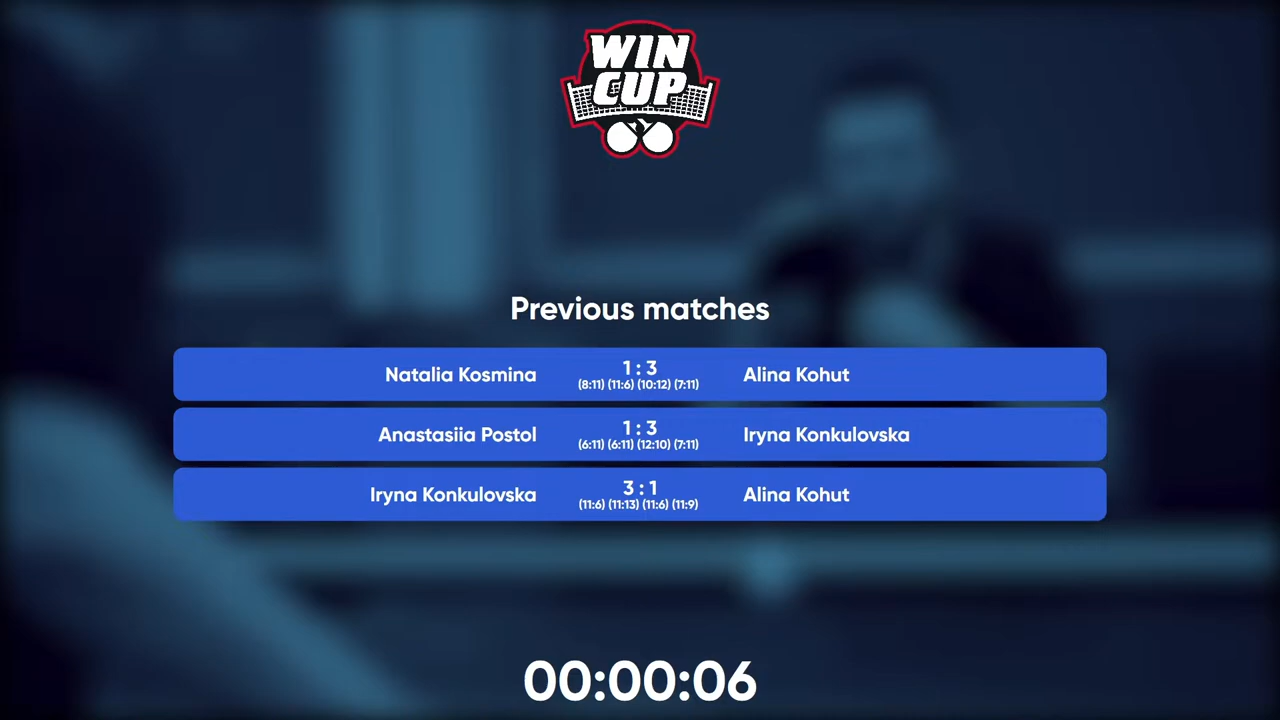 WIN
CUP
Previous matches
Natalia Kosmina 1 : 3 Alina Kohut
(8:11) (11:6) (10:12) (7:11)
Anastasiia Postol 1 : 3 Iryna Konkulovska
(6:11) (6:11) (12:10) (7:11)
Iryna Konkulovska 3 : 1 Alina Kohut
(11:6) (11:13) (11:6) (11:9)
00:00:06